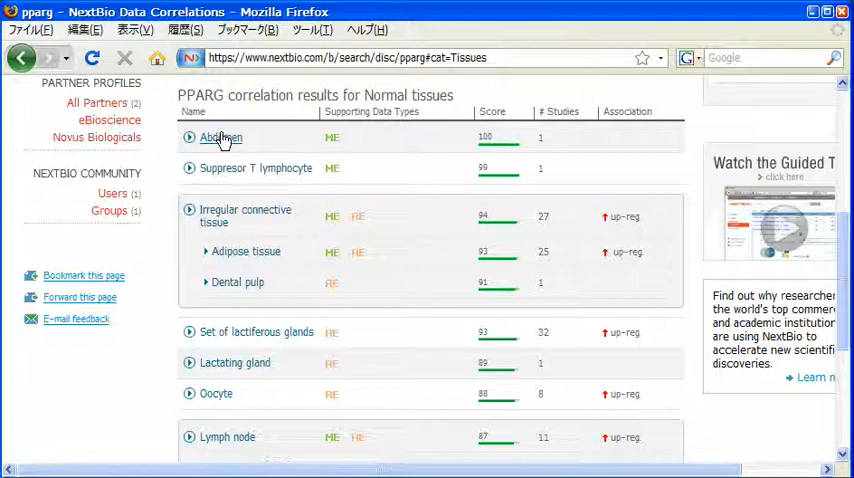 pparg - NextBio Data Correlations - Mozilla Firefox
ファイル(F) 編集(E) 表示(V) 履歴(S) ブックマーク(B) ツール(T) ヘルプ(H)
https://www.nextbio.com/b/search/disc/pparg#cat=Tissues
Google
PARTNER PROFILES
All Partners (2)
eBioscience
Novus Biologicals
NEXTBIO COMMUNITY
Users (1)
Groups (1)
Bookmark this page
Forward this page
E-mail feedback
PPARG correlation results for Normal tissues
Name Supporting Data Types Score # Studies Association
Abdomen ME 100 1
Suppresor T lymphocyte ME 99 1
Irregular connective
tissue ME RE 94 27 up-reg
Adipose tissue ME RE 93 25 up-reg
Dental pulp RE 91 1
Set of lactiferous glands RE 93 32 up-reg
Lactating gland RE 89 1
Oocyte RE 88 8 up-reg
Lymph node ME RE 87 11 up-reg
Watch the Guided T
click here
Find out why researcher
the world's top commer
and academic institution
are using NextBio to
accelerate new scientif
discoveries.
Learn m